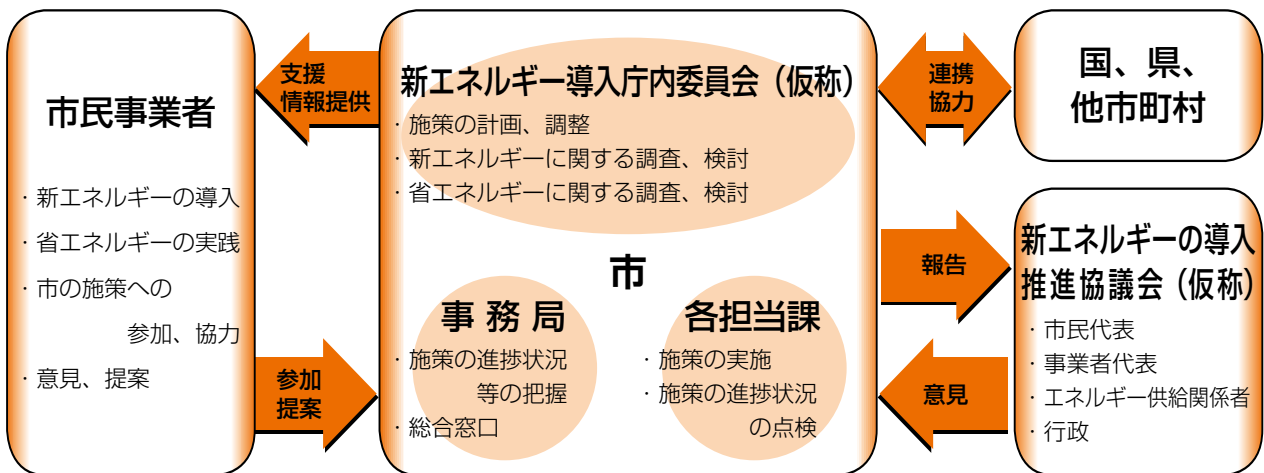 市民事業者
・新エネルギーの導入
・省エネルギーの実践
・市の施策への
参加、協力
・意見、提案
支援
情報提供
参加
提案
新エネルギー導入庁内委員会（仮称）
・施策の計画、調整
・新エネルギーに関する調査、検討
・省エネルギーに関する調査、検討
市
事務局
・施策の進捗状況
等の把握
・総合窓口
各担当課
・施策の実施
・施策の進捗状況
の点検
連携
協力
報告
意見
国、県、
他市町村
新エネルギーの導入
推進協議会（仮称）
・市民代表
・事業者代表
・エネルギー供給関係者
・行政